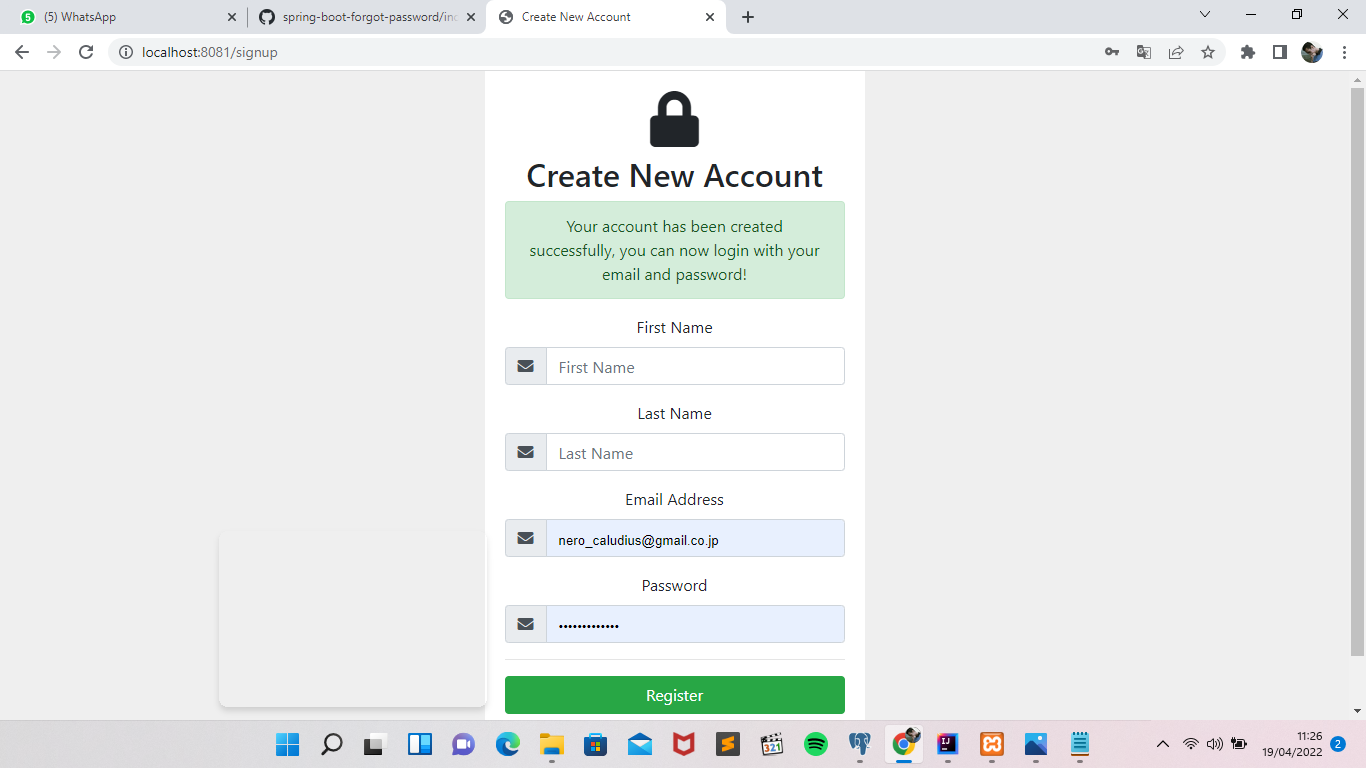 (5) WhatsApp
spring-boot-forgot-password/inc
Create New Account
localhost:8081/signup
Create New Account
Your account has been created
successfully, you can now login with your
email and password!
First Name
First Name
Last Name
Last Name
Email Address
nero_caludius@gmail.co.jp
Password
•••••••••••••
Register
321
IJ
11:26
19/04/2022
2